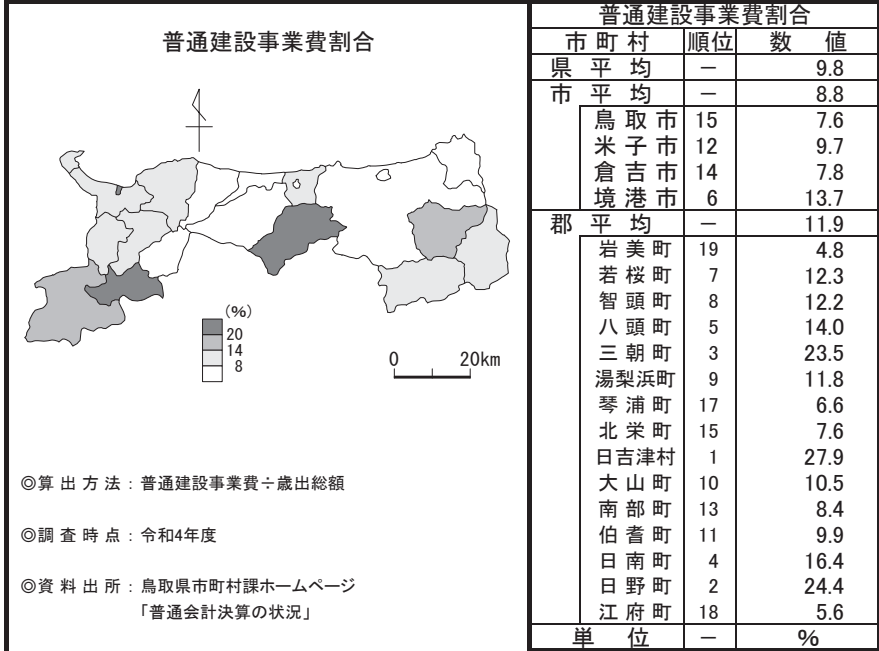 普通建設事業費割合
(%)
20
14
8
0 20km
◎算出方法：普通建設事業費÷歳出総額
◎調査時点：令和4年度
◎資料出所：鳥取県市町村課ホームページ
「普通会計決算の状況」
普通建設事業費割合
市町村 順位 数値
県平均 － 9.8
市平均 － 8.8
鳥取市 15 7.6
米子市 12 9.7
倉吉市 14 7.8
境港市 6 13.7
郡平均 － 11.9
岩美町 19 4.8
若桜町 7 12.3
智頭町 8 12.2
八頭町 5 14.0
三朝町 3 23.5
湯梨浜町 9 11.8
琴浦町 17 6.6
北栄町 15 7.6
日吉津村 1 27.9
大山町 10 10.5
南部町 13 8.4
伯耆町 11 9.9
日南町 4 16.4
日野町 2 24.4
江府町 18 5.6
単位 － %